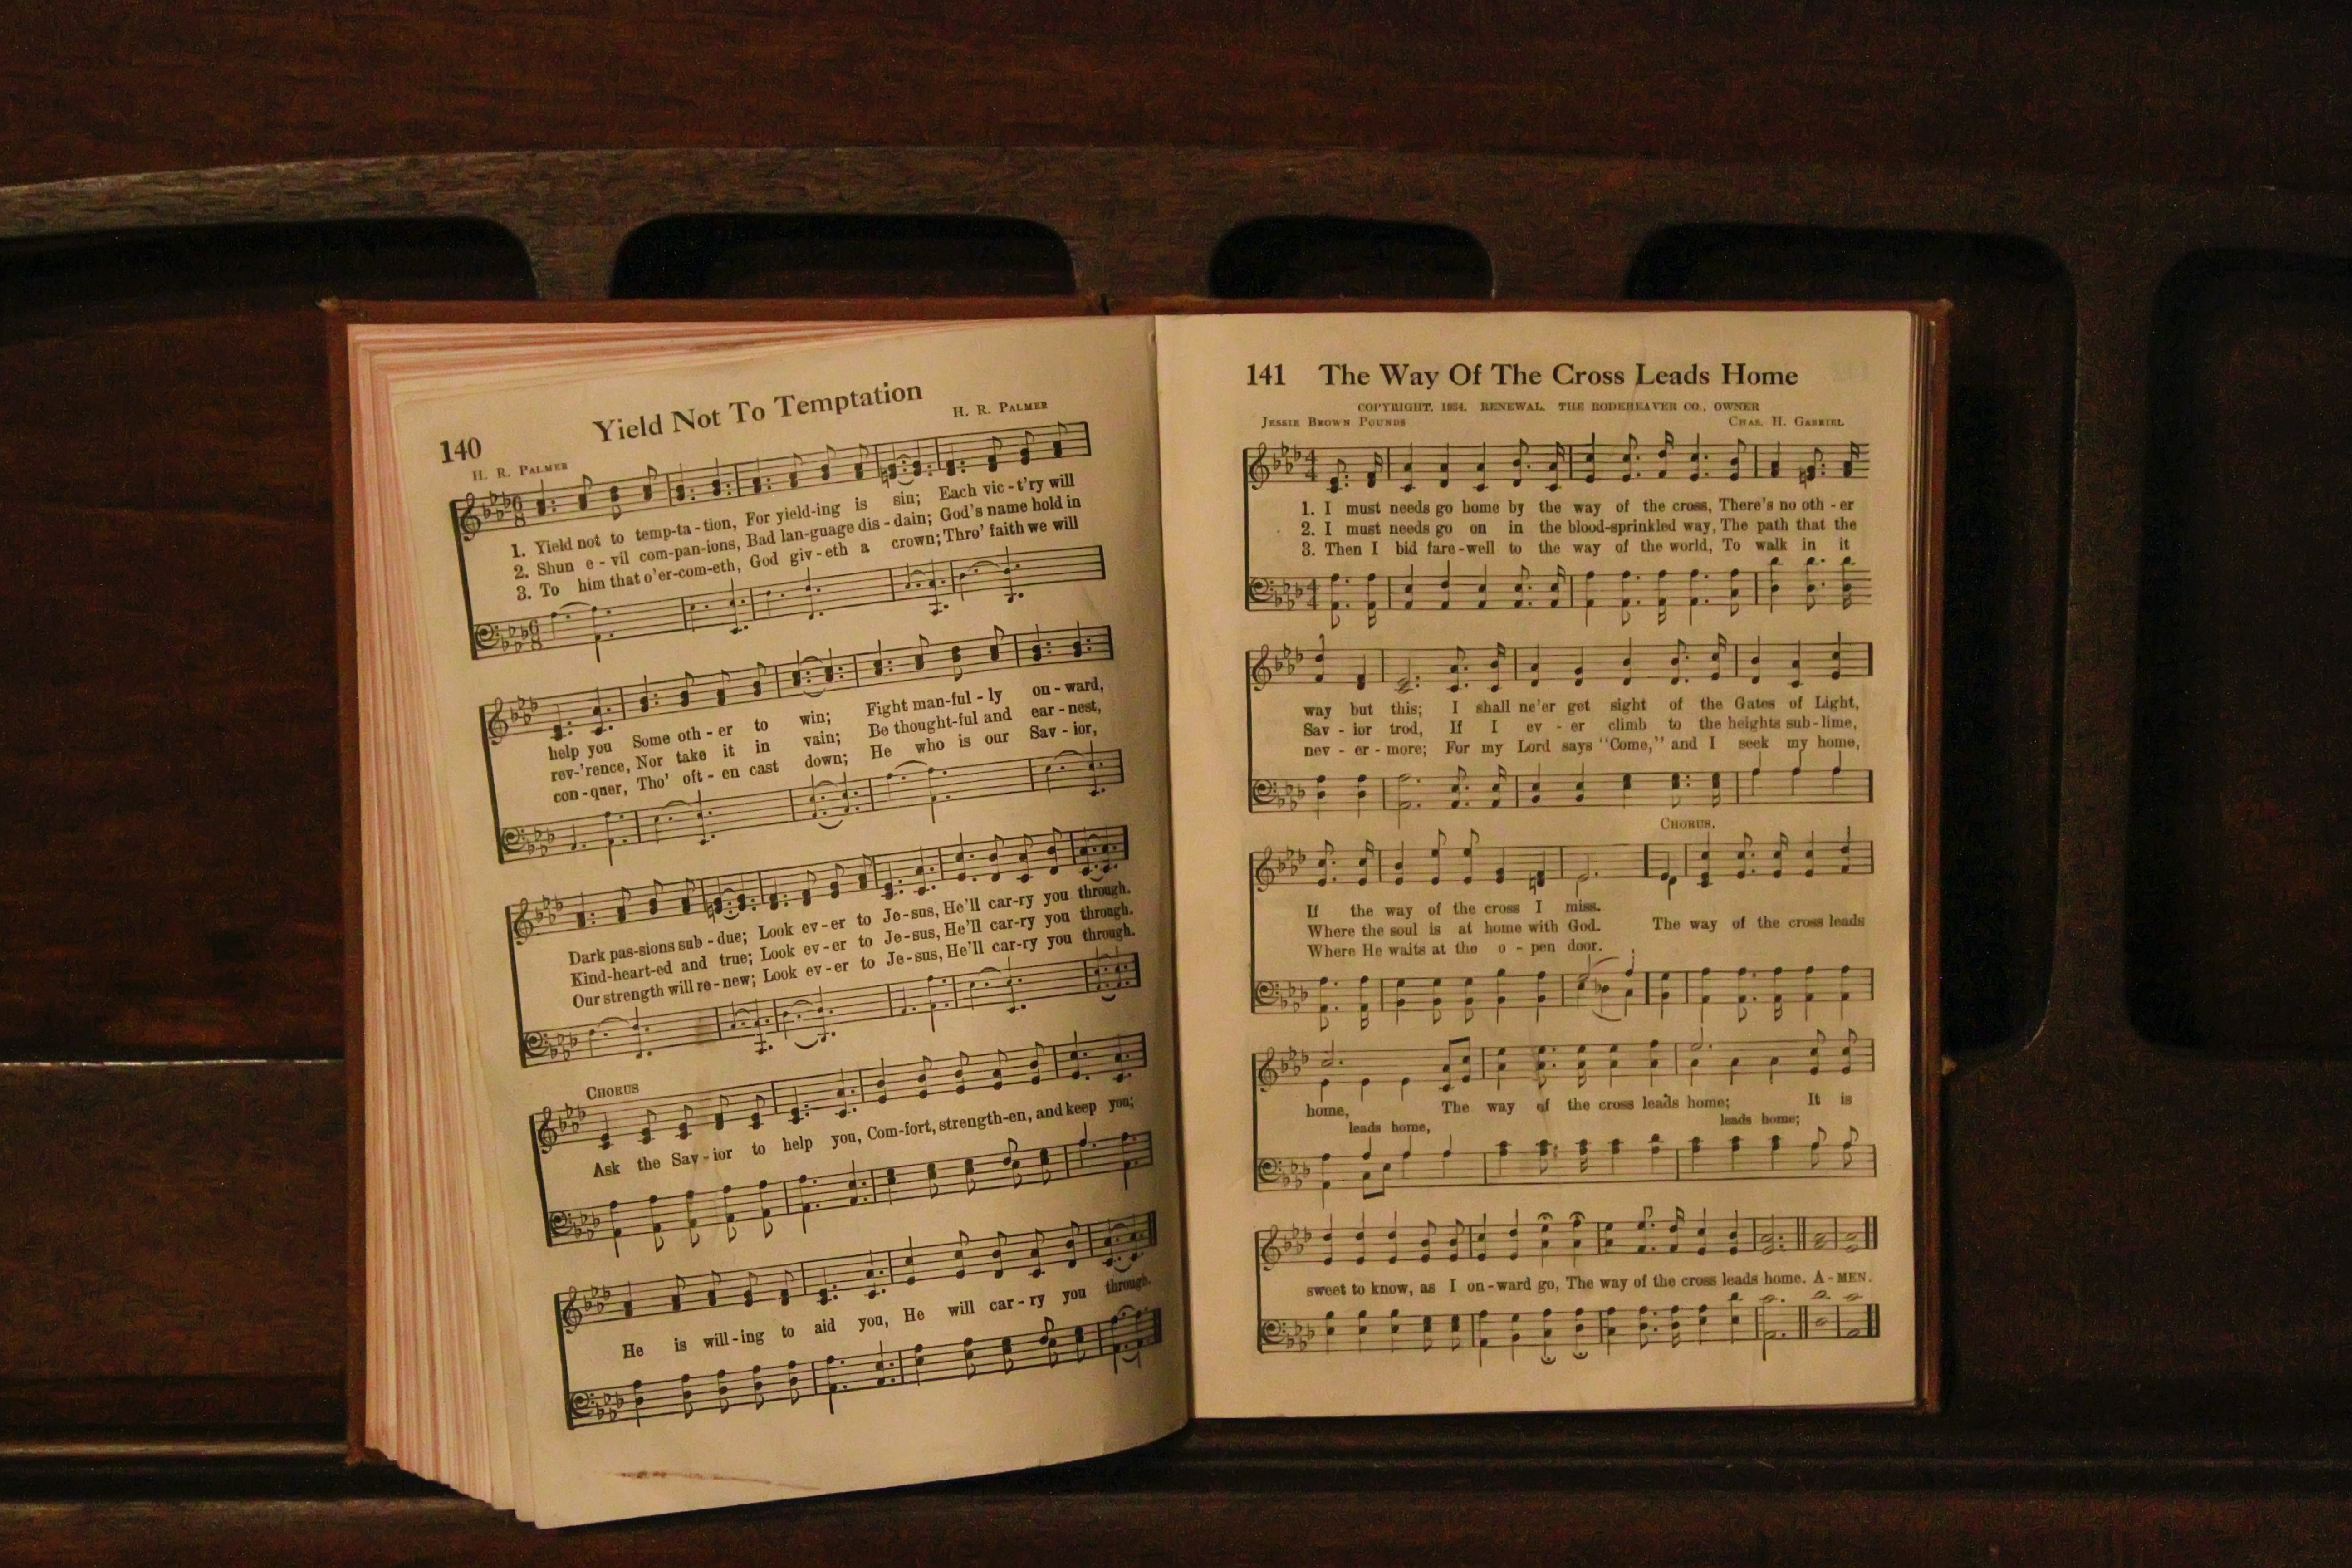 140
Yield Not To Temptation
H. R. PALMER
H. R. PALMER
1. Yield not to temp-ta-tion, For yield-ing is sin; Each vic-t'ry will
2. Shun e-vil com-pan-ions, Bad lan-guage dis-dain; God's name hold in
3. To him that o'er-com-eth, God giv-eth a crown; Thro' faith we will
help you Some oth-er to win; Fight man-ful-ly on-ward,
rev-'rence, Nor take it in vain; Be thought-ful and ear-nest,
con-quer, Tho' oft-en cast down; He who is our Sav-ior,
Dark pas-sions sub-due; Look ev-er to Je-sus, He'll car-ry you through.
Kind-heart-ed and true; Look ev-er to Je-sus, He'll car-ry you through.
Our strength will re-new; Look ev-er to Je-sus, He'll car-ry you through.
CHORUS
Ask the Sav-ior to help you, Com-fort, strength-en, and keep you;
He is will-ing to aid you, He will car-ry you through.
141 The Way Of The Cross Leads Home
COPYRIGHT, RENEWAL. THE RODEHEAVER CO., OWNER
JESSIE BROWN POUNDS
CHAS. H. GABRIEL
1. I must needs go home by the way of the cross, There's no oth-er
2. I must needs go on in the blood-sprinkled way, The path that the
3. Then I bid fare-well to the way of the world, To walk in it
way but this; I shall ne'er get sight of the Gates of Light,
Sav-ior trod, If I ev-er climb to the heights sub-lime,
nev-er-more; For my Lord says "Come," and I seek my home,
CHORUS.
If the way of the cross I miss.
Where the soul is at home with God. The way of the cross leads
Where He waits at the o-pen door.
home, The way of the cross leads home; It is
leads home, leads home;
sweet to know, as I on-ward go, The way of the cross leads home. A-MEN.